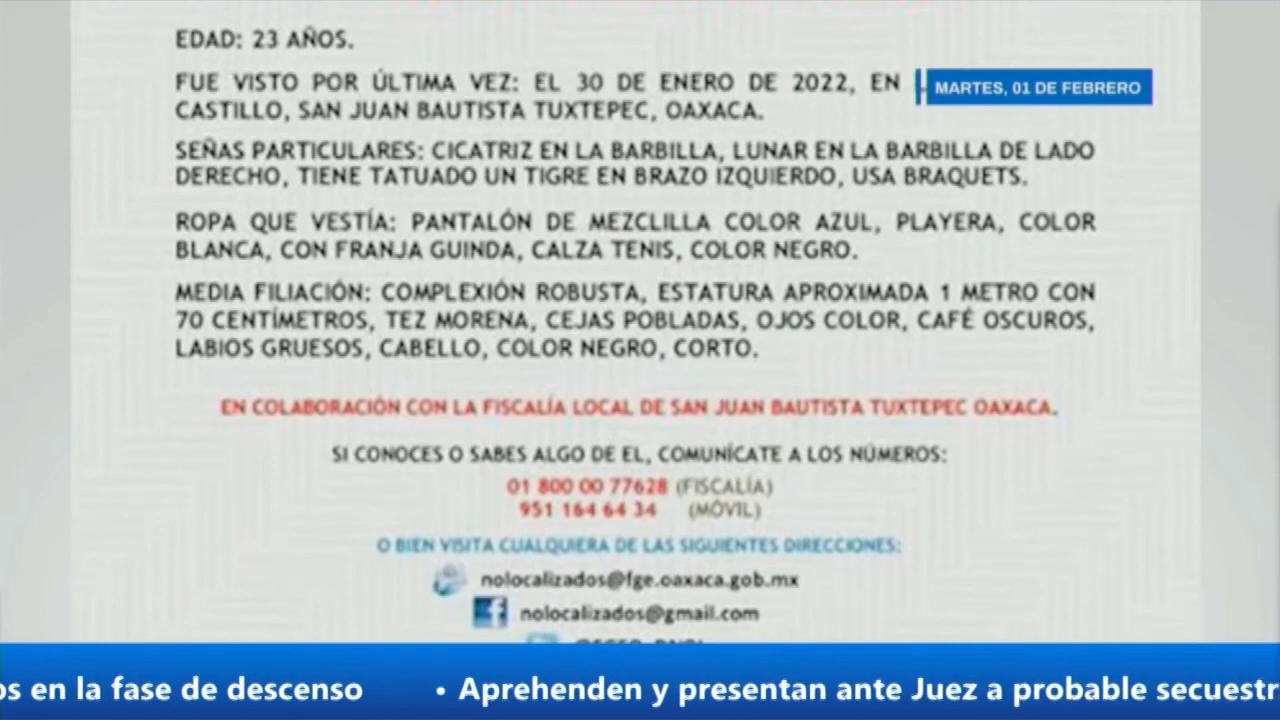 EDAD: 23 AÑOS.
FUE VISTO POR ÚLTIMA VEZ: EL 30 DE ENERO DE 2022, EN
MARTES, 01 DE FEBRERO
CASTILLO, SAN JUAN BAUTISTA TUXTEPEC, OAXACA.
SEÑAS PARTICULARES: CICATRIZ EN LA BARBILLA, LUNAR EN LA BARBILLA DE LADO
DERECHO, TIENE TATUADO UN TIGRE EN BRAZO IZQUIERDO, USA BRAQUETS.
ROPA QUE VESTÍA: PANTALÓN DE MEZCLILLA COLOR AZUL, PLAYERA, COLOR
BLANCA, CON FRANJA GUINDA, CALZA TENIS, COLOR NEGRO.
MEDIA FILIACIÓN: COMPLEXIÓN ROBUSTA, ESTATURA APROXIMADA 1 METRO CON
70 CENTÍMETROS, TEZ MORENA, CEJAS POBLADAS, OJOS COLOR, CAFÉ OSCUROS,
LABIOS GRUESOS, CABELLO, COLOR NEGRO, CORTO.
EN COLABORACIÓN CON LA FISCALÍA LOCAL DE SAN JUAN BAUTISTA TUXTEPEC OAXACA.
SI CONOCES O SABES ALGO DE EL, COMUNÍCATE A LOS NÚMEROS:
01 800 00 77628 (FISCALÍA)
951 164 64 34 (MÓVIL)
O BIEN VISITA CUALQUIERA DE LAS SIGUIENTES DIRECCIONES:
nolocalizados@fge.oaxaca.gob.mx
nolocalizados@gmail.com
os en la fase de descenso • Aprehenden y presentan ante Juez a probable secuestr